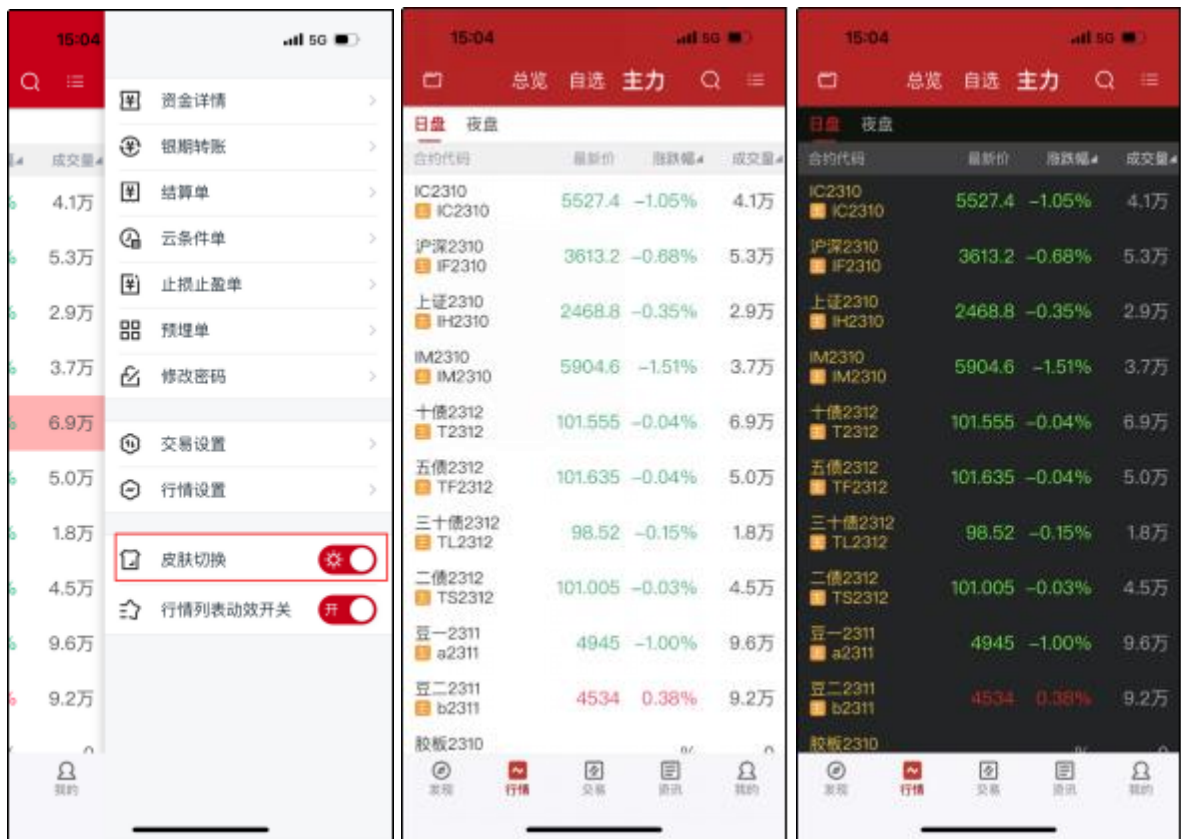 15:04
5G
成交量
4.1万
5.3万
2.9万
3.7万
6.9万
5.0万
1.8万
4.5万
9.6万
9.2万
我的
资金详情
银期转账
结算单
云条件单
止损止盈单
预埋单
修改密码
交易设置
行情设置
皮肤切换
行情列表动效开关 开
15:04 5G
总览 自选 主力
日盘 夜盘
合约代码 最新价 涨跌幅 成交量
IC2310
主 IC2310 5527.4 -1.05% 4.1万
沪深2310
主 IF2310 3613.2 -0.68% 5.3万
上证2310
主 IH2310 2468.8 -0.35% 2.9万
IM2310
主 IM2310 5904.6 -1.51% 3.7万
十债2312
主 T2312 101.555 -0.04% 6.9万
五债2312
主 TF2312 101.635 -0.04% 5.0万
三十债2312
主 TL2312 98.52 -0.15% 1.8万
二债2312
主 TS2312 101.005 -0.03% 4.5万
豆一2311
主 a2311 4945 -1.00% 9.6万
豆二2311
主 b2311 4534 0.38% 9.2万
胶板2310
发现 行情 交易 资讯 我的
15:04 5G
总览 自选 主力
日盘 夜盘
合约代码 最新价 涨跌幅 成交量
IC2310
主 IC2310 5527.4 -1.05% 4.1万
沪深2310
主 IF2310 3613.2 -0.68% 5.3万
上证2310
主 IH2310 2468.8 -0.35% 2.9万
IM2310
主 IM2310 5904.6 -1.51% 3.7万
十债2312
主 T2312 101.555 -0.04% 6.9万
五债2312
主 TF2312 101.635 -0.04% 5.0万
三十债2312
主 TL2312 98.52 -0.15% 1.8万
二债2312
主 TS2312 101.005 -0.03% 4.5万
豆一2311
主 a2311 4945 -1.00% 9.6万
豆二2311
主 b2311 4534 0.38% 9.2万
胶板2310
发现 行情 交易 资讯 我的